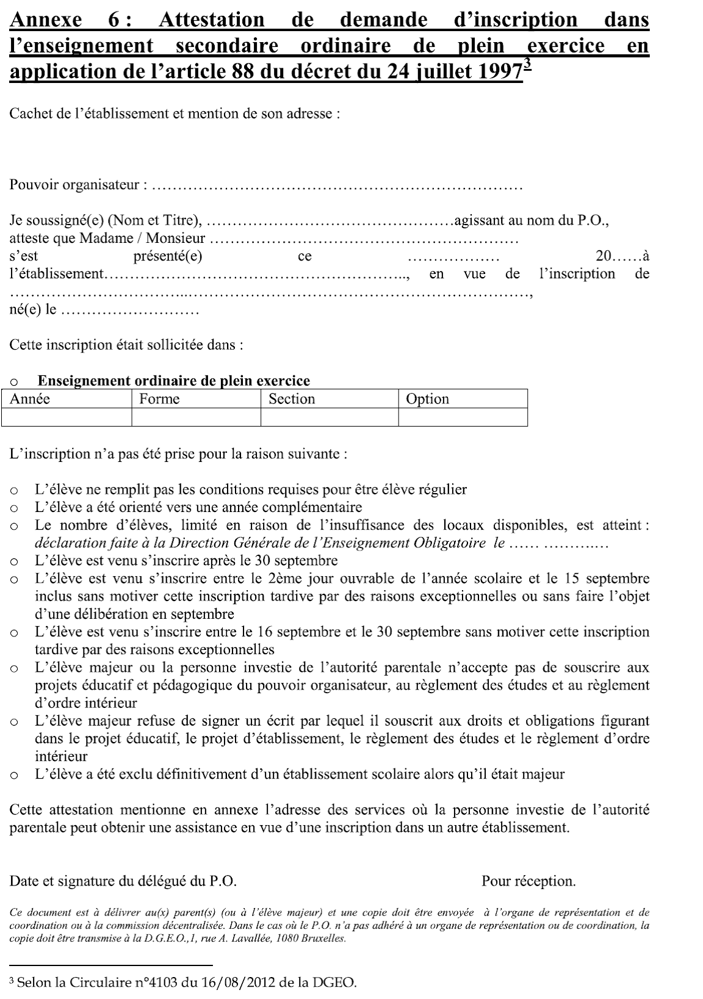 Annexe 6 : Attestation de demande d’inscription dans
l’enseignement secondaire ordinaire de plein exercice en
application de l’article 88 du décret du 24 juillet 1997³
Cachet de l’établissement et mention de son adresse :
Pouvoir organisateur : ………………………………………………………………
Je soussigné(e) (Nom et Titre), …………………………………………agissant au nom du P.O.,
atteste que Madame / Monsieur ……………………………………………………
s’est présenté(e) ce ……………… 20……à
l’établissement………………………………………………….., en vue de l’inscription de
……………………………..…………………………………………………………,
né(e) le ………………………
Cette inscription était sollicitée dans :
o Enseignement ordinaire de plein exercice
Année Forme Section Option
L’inscription n’a pas été prise pour la raison suivante :
o L’élève ne remplit pas les conditions requises pour être élève régulier
o L’élève a été orienté vers une année complémentaire
o Le nombre d’élèves, limité en raison de l’insuffisance des locaux disponibles, est atteint :
déclaration faite à la Direction Générale de l’Enseignement Obligatoire le …… ……….…
o L’élève est venu s’inscrire après le 30 septembre
o L’élève est venu s’inscrire entre le 2ème jour ouvrable de l’année scolaire et le 15 septembre
inclus sans motiver cette inscription tardive par des raisons exceptionnelles ou sans faire l’objet
d’une délibération en septembre
o L’élève est venu s’inscrire entre le 16 septembre et le 30 septembre sans motiver cette inscription
tardive par des raisons exceptionnelles
o L’élève majeur ou la personne investie de l’autorité parentale n’accepte pas de souscrire aux
projets éducatif et pédagogique du pouvoir organisateur, au règlement des études et au règlement
d’ordre intérieur
o L’élève majeur refuse de signer un écrit par lequel il souscrit aux droits et obligations figurant
dans le projet éducatif, le projet d’établissement, le règlement des études et le règlement d’ordre
intérieur
o L’élève a été exclu définitivement d’un établissement scolaire alors qu’il était majeur
Cette attestation mentionne en annexe l’adresse des services où la personne investie de l’autorité
parentale peut obtenir une assistance en vue d’une inscription dans un autre établissement.
Date et signature du délégué du P.O. Pour réception.
Ce document est à délivrer au(x) parent(s) (ou à l’élève majeur) et une copie doit être envoyée à l’organe de représentation et de
coordination ou à la commission décentralisée. Dans le cas où le P.O. n’a pas adhéré à un organe de représentation ou de coordination, la
copie doit être transmise à la D.G.E.O.,1, rue A. Lavallée, 1080 Bruxelles.
³ Selon la Circulaire n°4103 du 16/08/2012 de la DGEO.